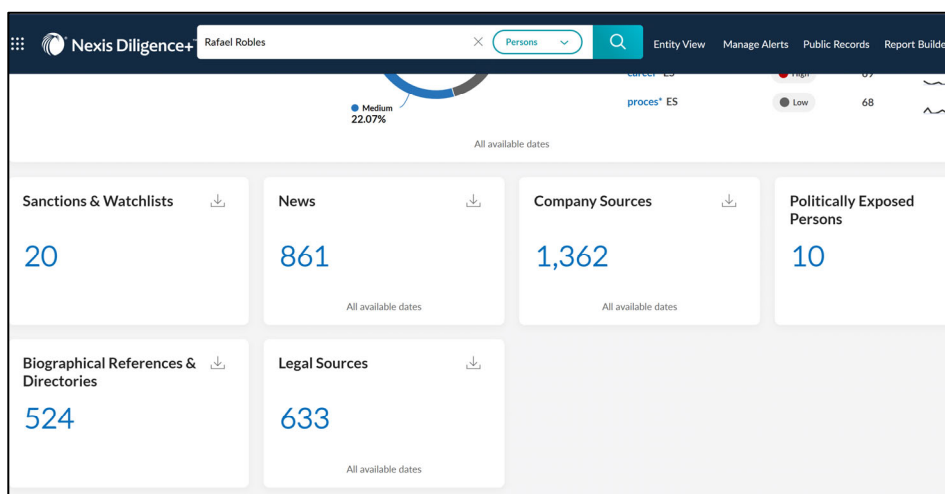 Nexis Diligence+™ Rafael Robles Persons Entity View Manage Alerts Public Records Report Builde
High
Medium
22.07%
proces* ES Low 68
All available dates
Sanctions & Watchlists News Company Sources Politically Exposed
Persons
20 861 1,362 10
All available dates All available dates
Biographical References & Legal Sources
Directories
524 633
All available dates